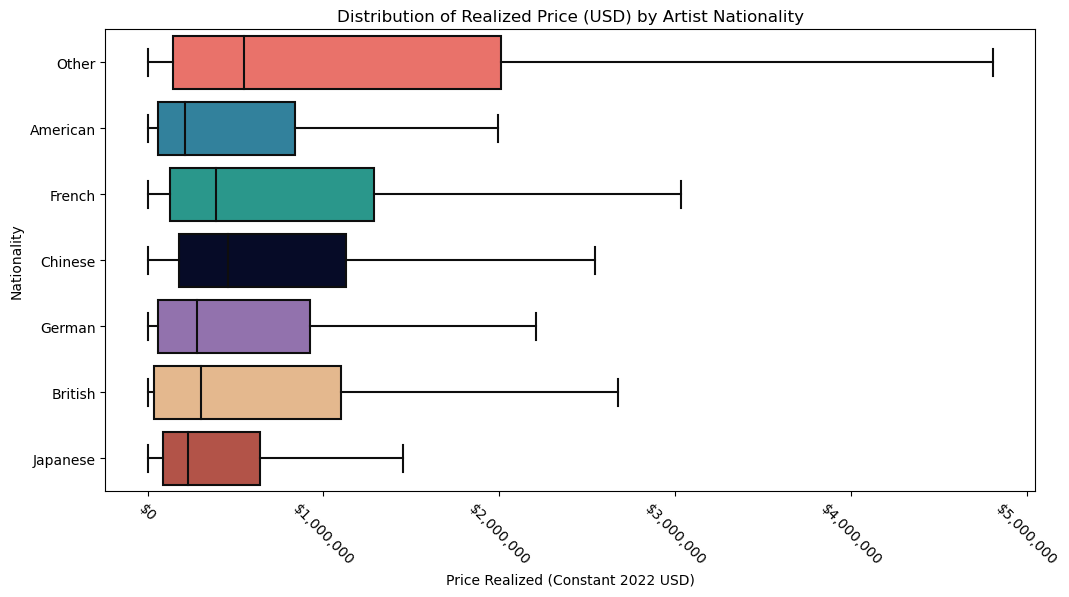 Distribution of Realized Price (USD) by Artist Nationality
Nationality
Other
American
French
Chinese
German
British
Japanese
$0
$1,000,000
$2,000,000
$3,000,000
$4,000,000
$5,000,000
Price Realized (Constant 2022 USD)